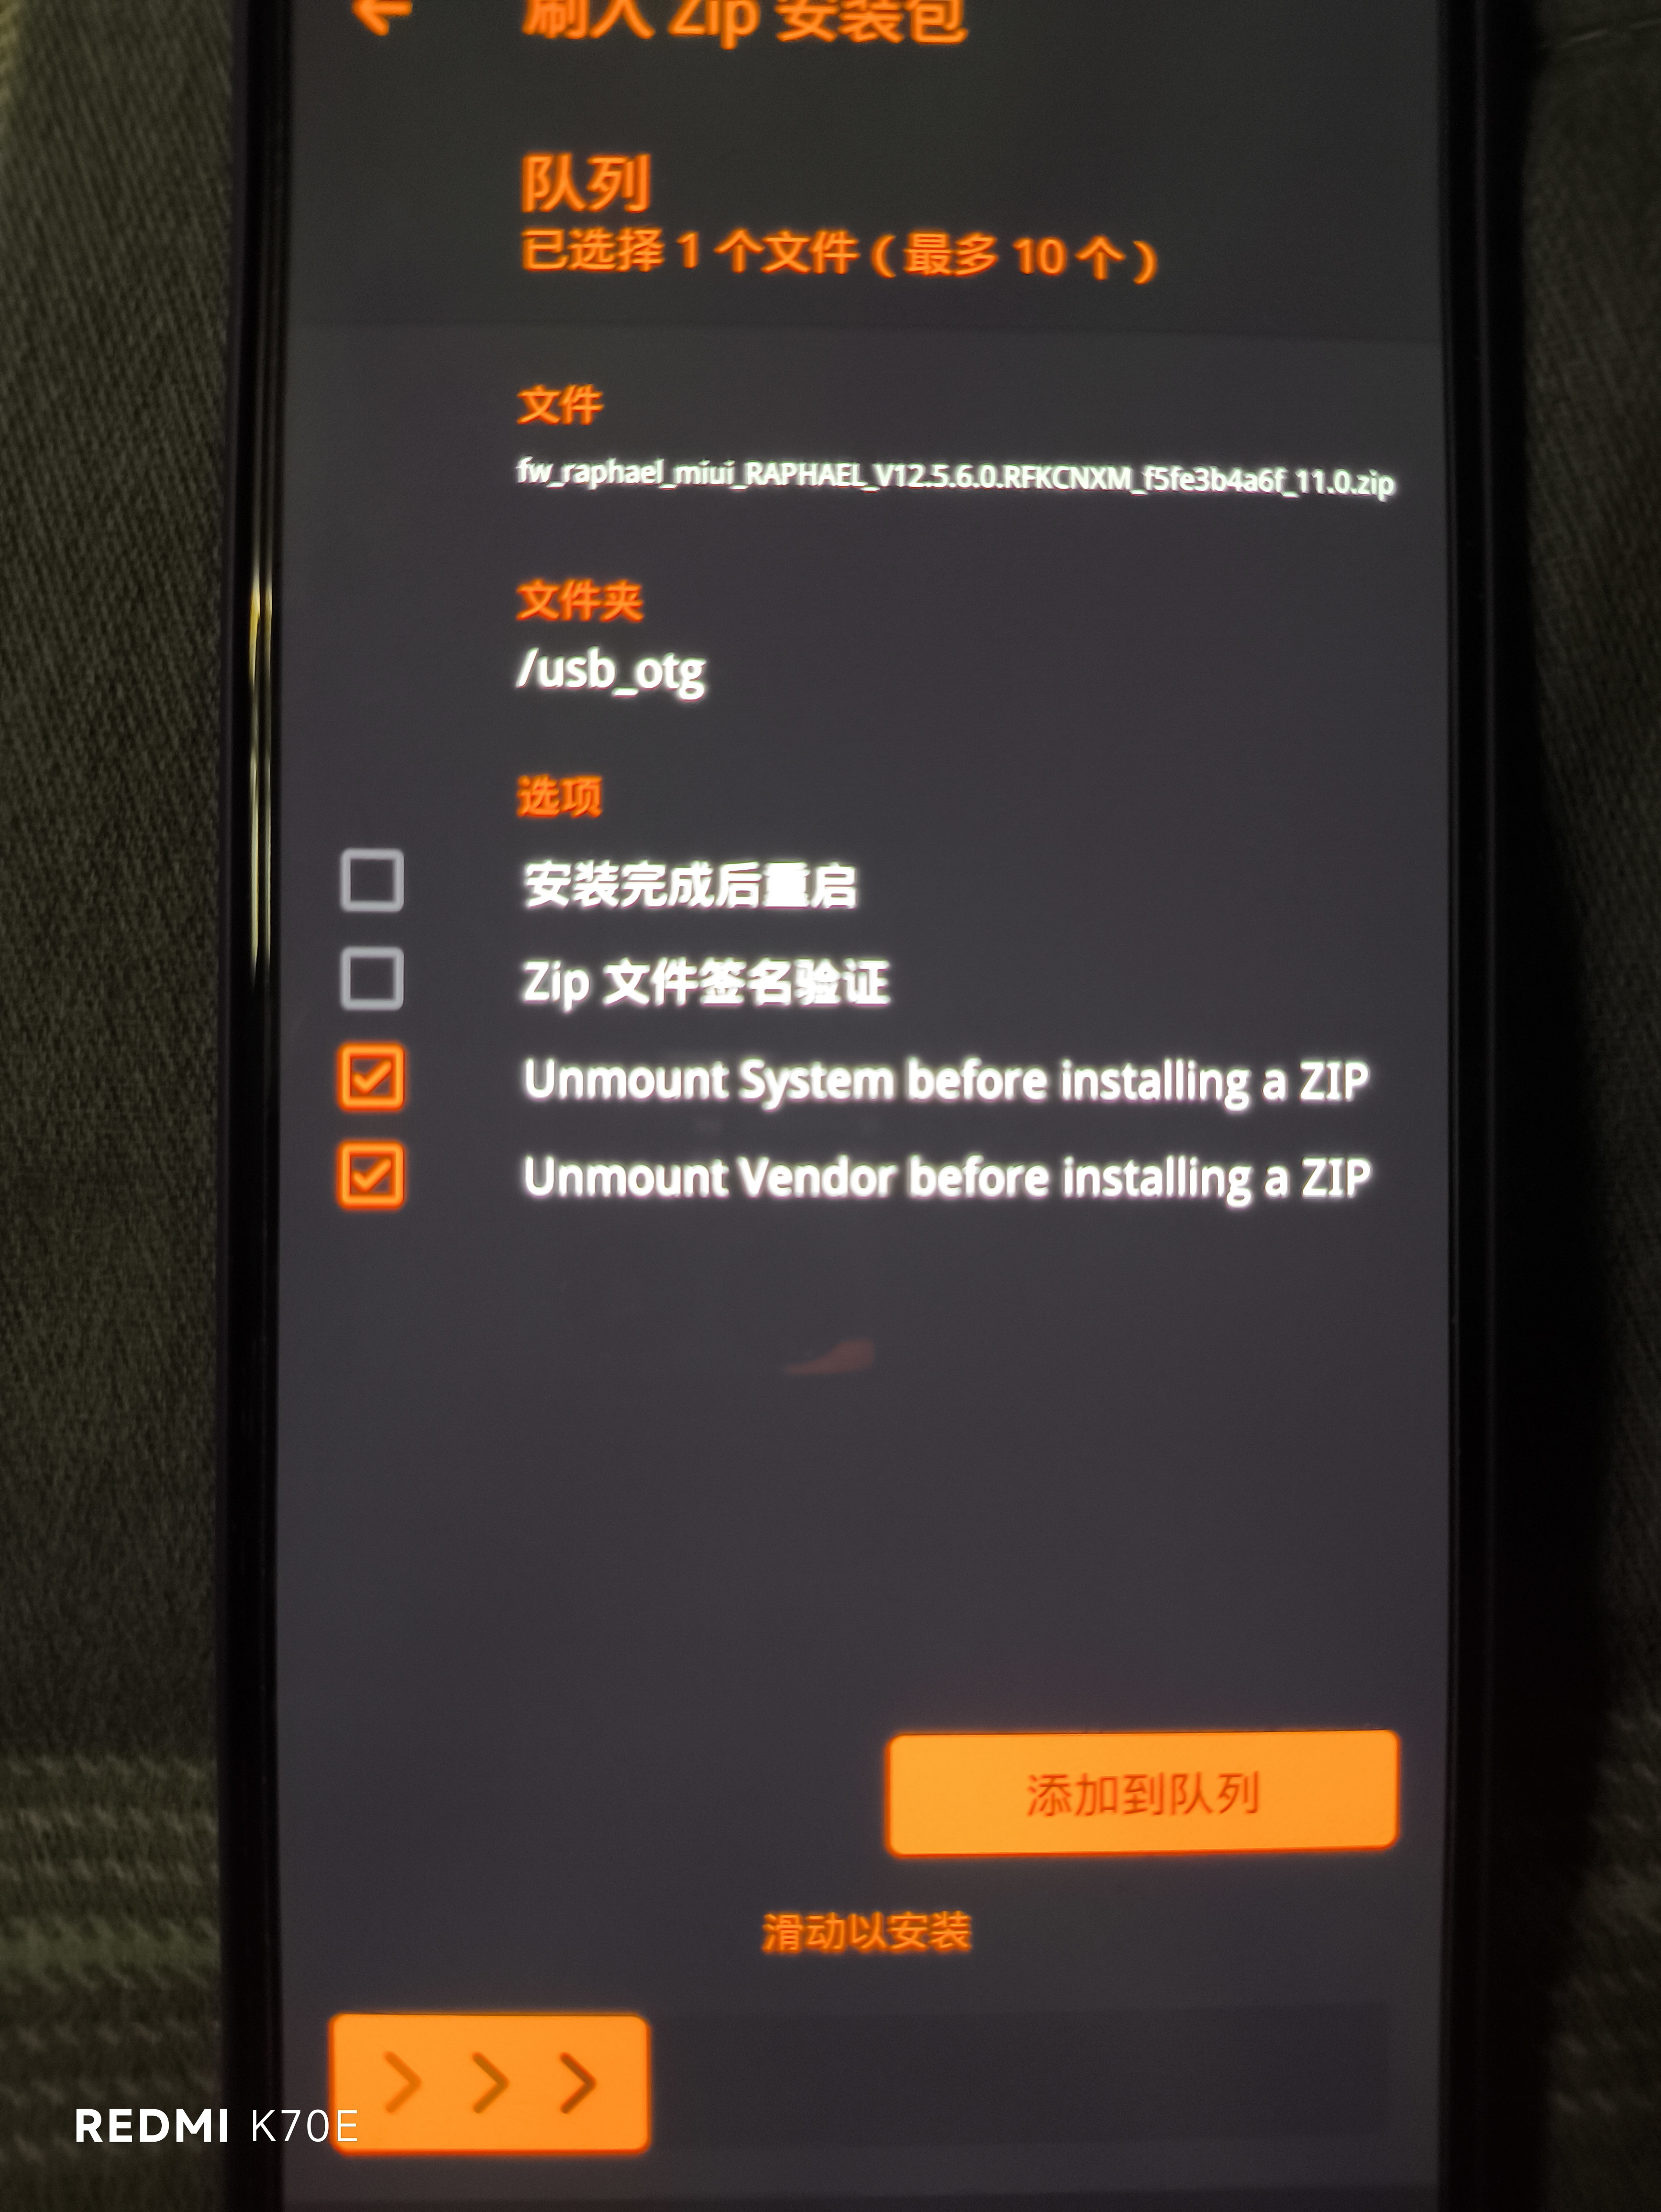 刷入 Zip 安装包
队列
已选择 1 个文件 ( 最多 10 个 )
文件
fw_raphael_miui_RAPHAEL_V12.5.6.0.RFKCNXM_f5fe3b4a6f_11.0.zip
文件夹
/usb_otg
选项
安装完成后重启
Zip 文件签名验证
Unmount System before installing a ZIP
Unmount Vendor before installing a ZIP
添加到队列
滑动以安装
REDMI K70E